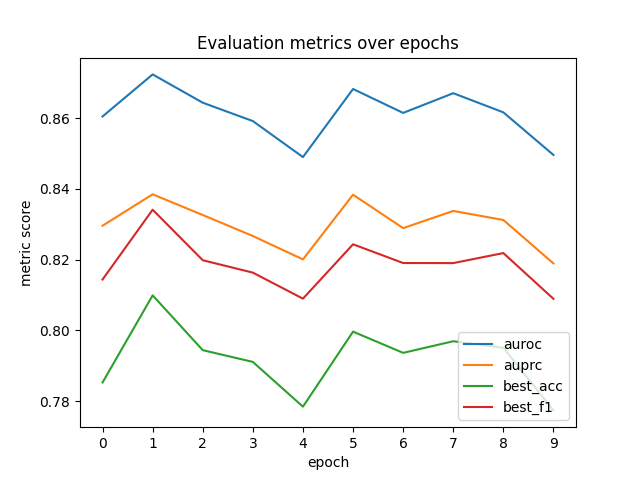 Evaluation metrics over epochs
metric score
0.86
0.84
0.82
0.80
0.78
0 1 2 3 4 5 6 7 8 9
epoch
auroc
auprc
best_acc
best_f1